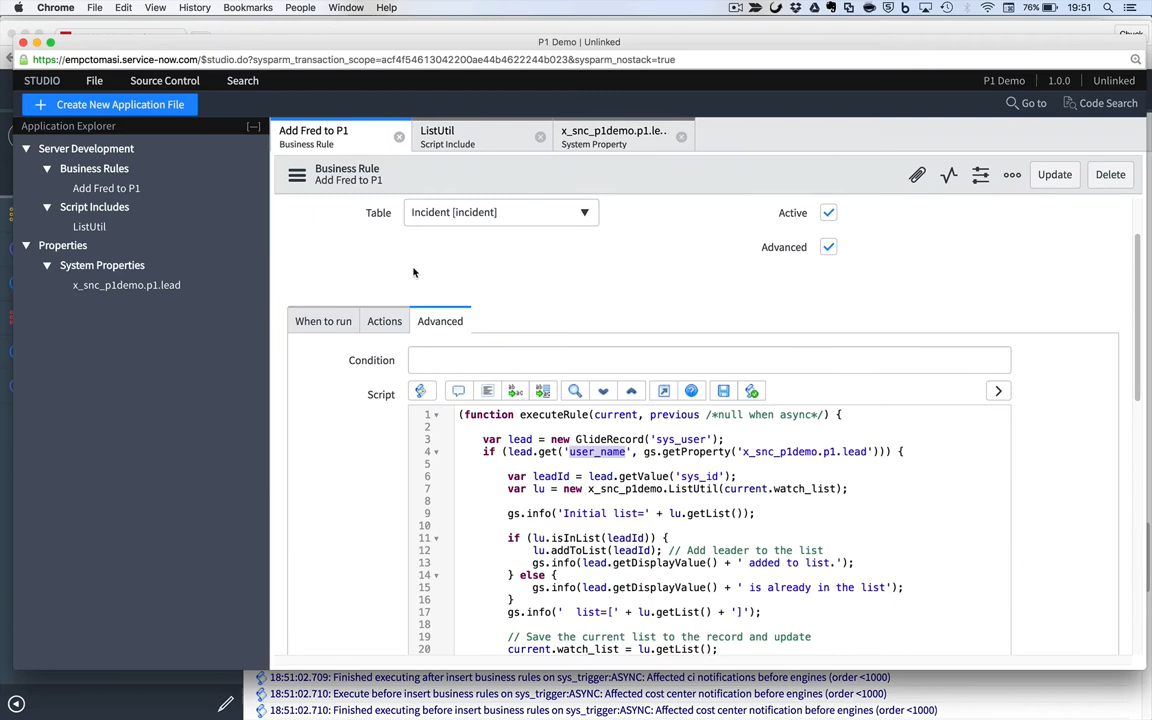 Chrome File Edit View History Bookmarks People Window Help 76% 19:51
P1 Demo | Unlinked
https://empctomasi.service-now.com/$studio.do?sysparm_transaction_scope=acf4f54613042200ae44b4622244b023&sysparm_nostack=true
STUDIO File Source Control Search P1 Demo 1.0.0 Unlinked
+ Create New Application File Go to Code Search
Application Explorer [—]
Server Development
Business Rules
Add Fred to P1
Script Includes
ListUtil
Properties
System Properties
x_snc_p1demo.p1.lead
Add Fred to P1
Business Rule
ListUtil
Script Include
x_snc_p1demo.p1.le...
System Property
Business Rule
Add Fred to P1
Update Delete
Table Incident [incident] Active
Advanced
When to run Actions Advanced
Condition
Script
1 (function executeRule(current, previous /*null when async*/) {
2
3 var lead = new GlideRecord('sys_user');
4 if (lead.get('user_name', gs.getProperty('x_snc_p1demo.p1.lead'))) {
5
6 var leadId = lead.getValue('sys_id');
7 var lu = new x_snc_p1demo.ListUtil(current.watch_list);
8
9 gs.info('Initial list=' + lu.getList());
10
11 if (lu.isInList(leadId)) {
12 lu.addToList(leadId); // Add leader to the list
13 gs.info(lead.getDisplayValue() + ' added to list.');
14 } else {
15 gs.info(lead.getDisplayValue() + ' is already in the list');
16 }
17 gs.info('  list=[' + lu.getList() + ']');
18
19 // Save the current list to the record and update
20 current.watch_list = lu.getList();
18:51:02.709: Finished executing after insert business rules on sys_trigger:ASYNC: Affected ci notifications before engines (order <1000)
18:51:02.710: Execute before insert business rules on sys_trigger:ASYNC: Affected cost center notification before engines (order <1000)
18:51:02.710: Finished executing before insert business rules on sys_trigger:ASYNC: Affected cost center notification before engines (order <1000)